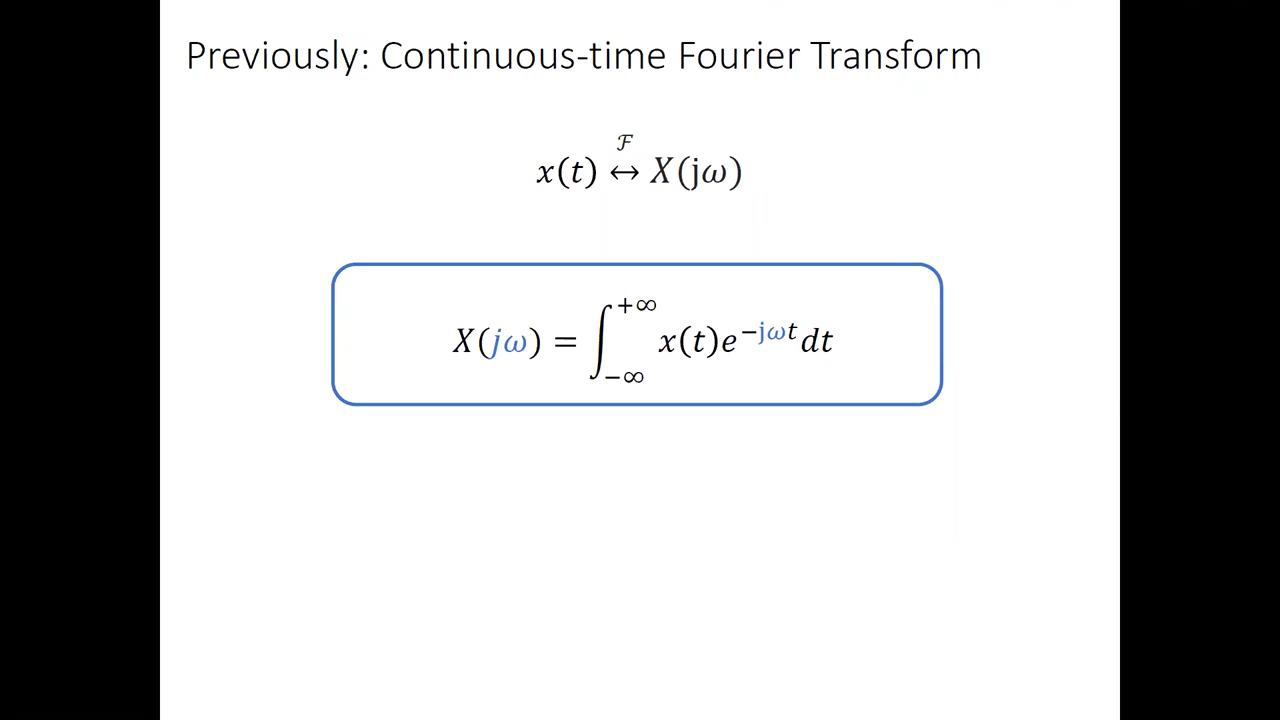 Previously: Continuous-time Fourier Transform
x(t) ℱ↔ X(jω)
X(jω) = ∫_{−∞}^{+∞} x(t)e^{−jωt}dt